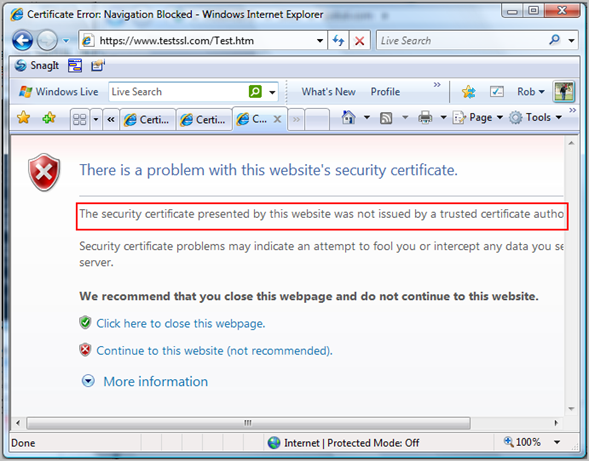 Certificate Error: Navigation Blocked - Windows Internet Explorer
https://www.testssl.com/Test.htm
Live Search
SnagIt
Windows Live
Live Search
What's New
Profile
»
Rob
«
Certi...
Certi...
C...
»
Page
Tools
»
There is a problem with this website's security certificate.
The security certificate presented by this website was not issued by a trusted certificate autho
Security certificate problems may indicate an attempt to fool you or intercept any data you se
server.
We recommend that you close this webpage and do not continue to this website.
Click here to close this webpage.
Continue to this website (not recommended).
More information
Done
Internet | Protected Mode: Off
100%